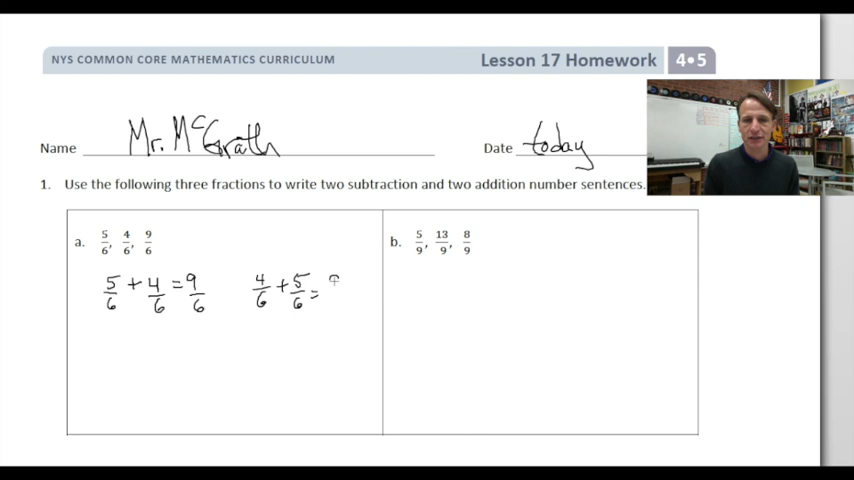 NYS COMMON CORE MATHEMATICS CURRICULUM Lesson 17 Homework 4•5
Name Mr. McGrath Date today
1. Use the following three fractions to write two subtraction and two addition number sentences.
a. 5/6, 4/6, 9/6 b. 5/9, 13/9, 8/9
5/6 + 4/6 = 9/6 4/6 + 5/6 =